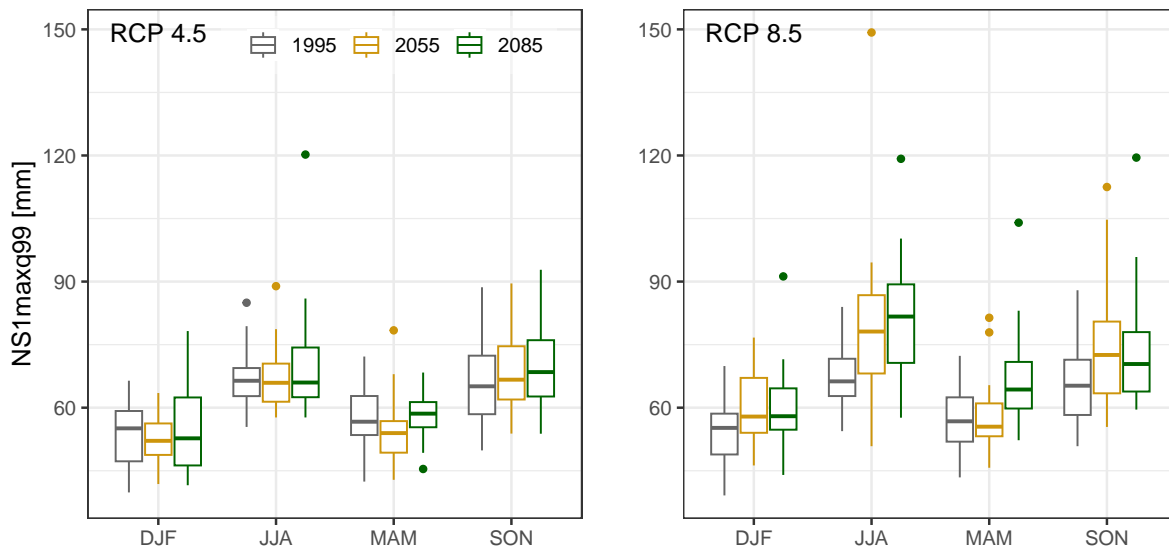 RCP 4.5
1995 2055 2085
RCP 8.5
NS1maxq99 [mm]
150
120
90
60
DJF JJA MAM SON
150
120
90
60
DJF JJA MAM SON